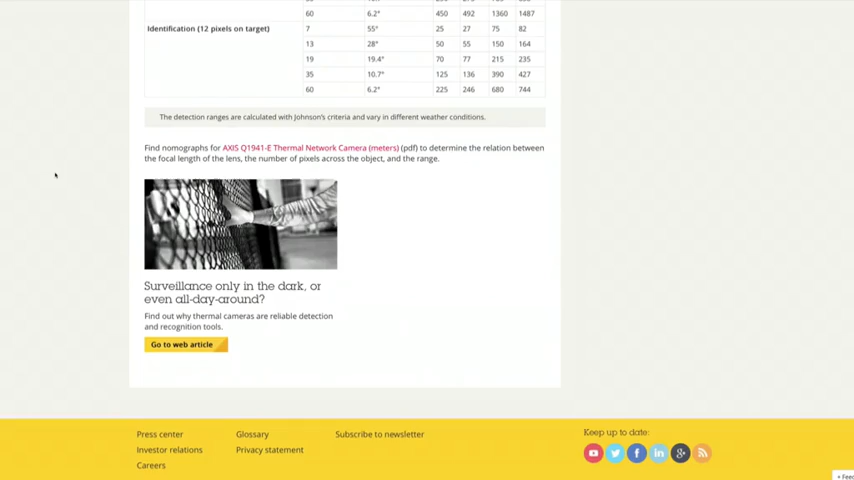 60 6.2° 450 492 1360 1487
Identification (12 pixels on target) 7 55° 25 27 75 82
13 28° 50 55 150 164
19 19.4° 70 77 215 235
35 10.7° 125 136 390 427
60 6.2° 225 246 680 744
The detection ranges are calculated with Johnson's criteria and vary in different weather conditions.
Find nomographs for AXIS Q1941-E Thermal Network Camera (meters) (pdf) to determine the relation between
the focal length of the lens, the number of pixels across the object, and the range.
Surveillance only in the dark, or
even all-day-around?
Find out why thermal cameras are reliable detection
and recognition tools.
Go to web article
Press center Glossary Subscribe to newsletter Keep up to date:
Investor relations Privacy statement
Careers